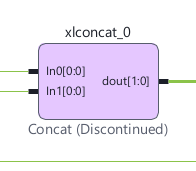 xlconcat_0
In0[0:0]
dout[1:0]
In1[0:0]
Concat (Discontinued)